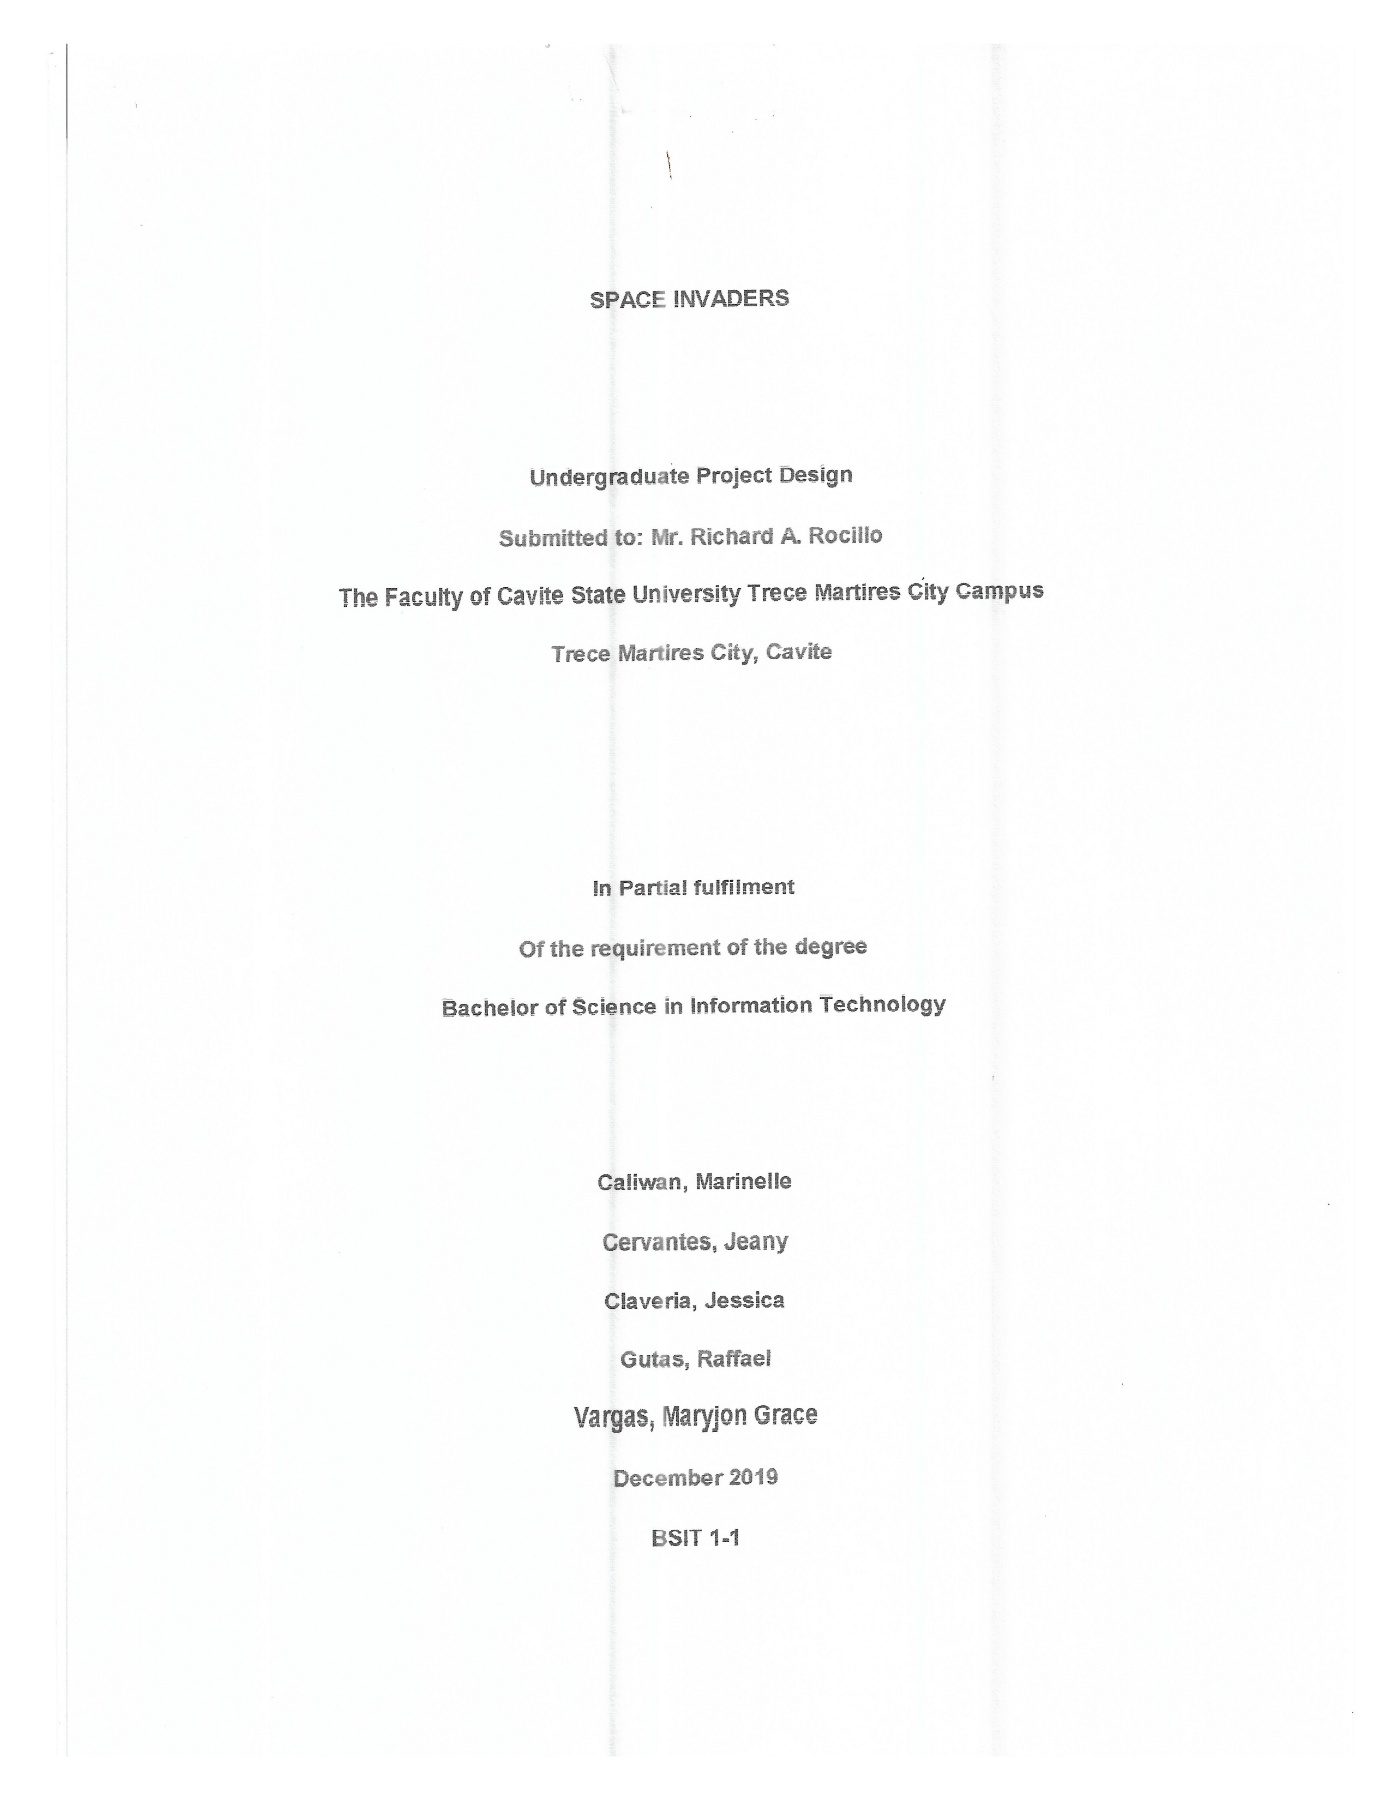 SPACE INVADERS
Undergraduate Project Design
Submitted to: Mr. Richard A. Rocillo
The Faculty of Cavite State University Trece Martires City Campus
Trece Martires City, Cavite
In Partial fulfilment
Of the requirement of the degree
Bachelor of Science in Information Technology
Caliwan, Marinelle
Cervantes, Jeany
Claveria, Jessica
Gutas, Raffael
Vargas, Maryjon Grace
December 2019
BSIT 1-1